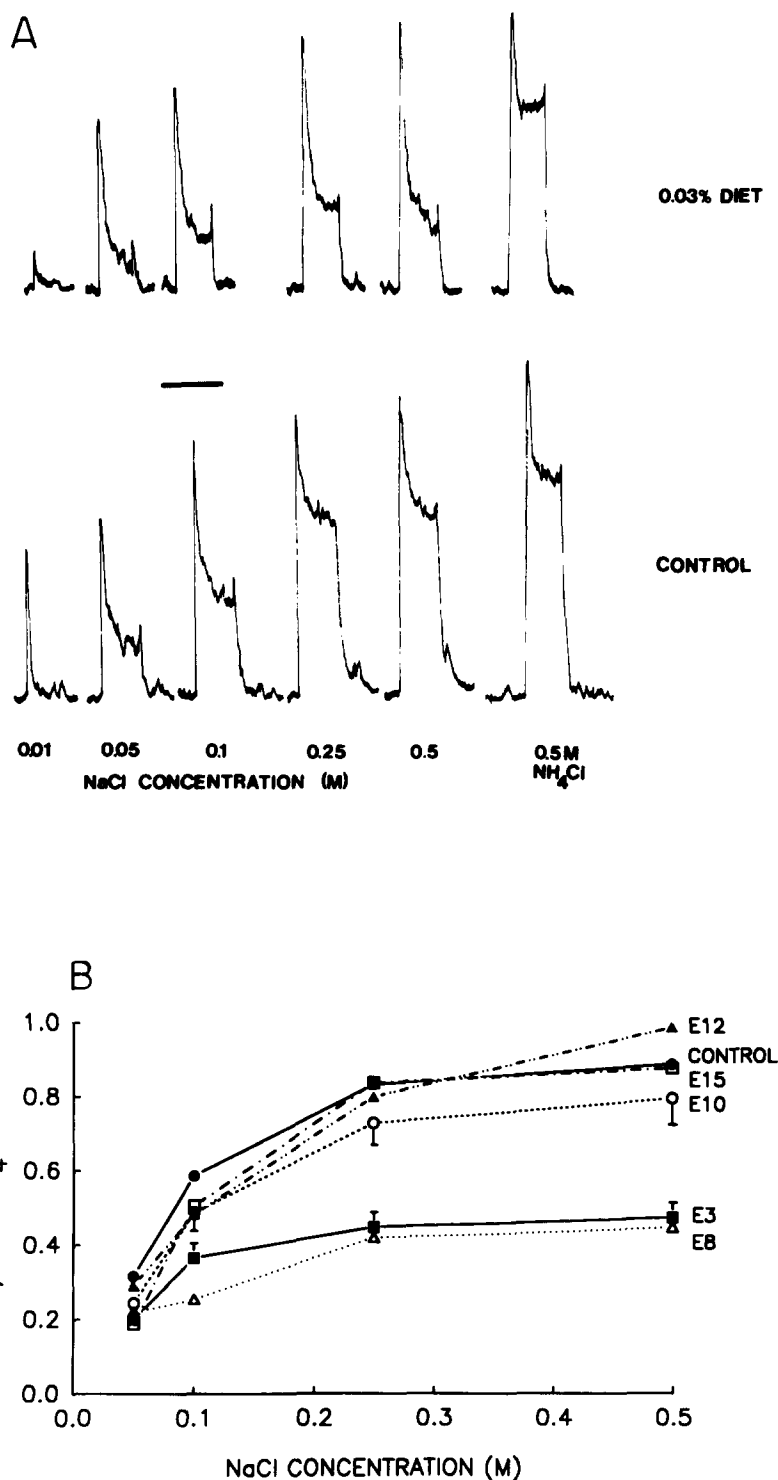 A
0.03% DIET
CONTROL
0.01 0.05 0.1 0.25 0.5 0.5M
NH4Cl
NaCl CONCENTRATION (M)
B
1.0
0.8
0.6
0.4
0.2
0.0
E12
CONTROL
E15
E10
E3
E8
0.0 0.1 0.2 0.3 0.4 0.5
NaCl CONCENTRATION (M)